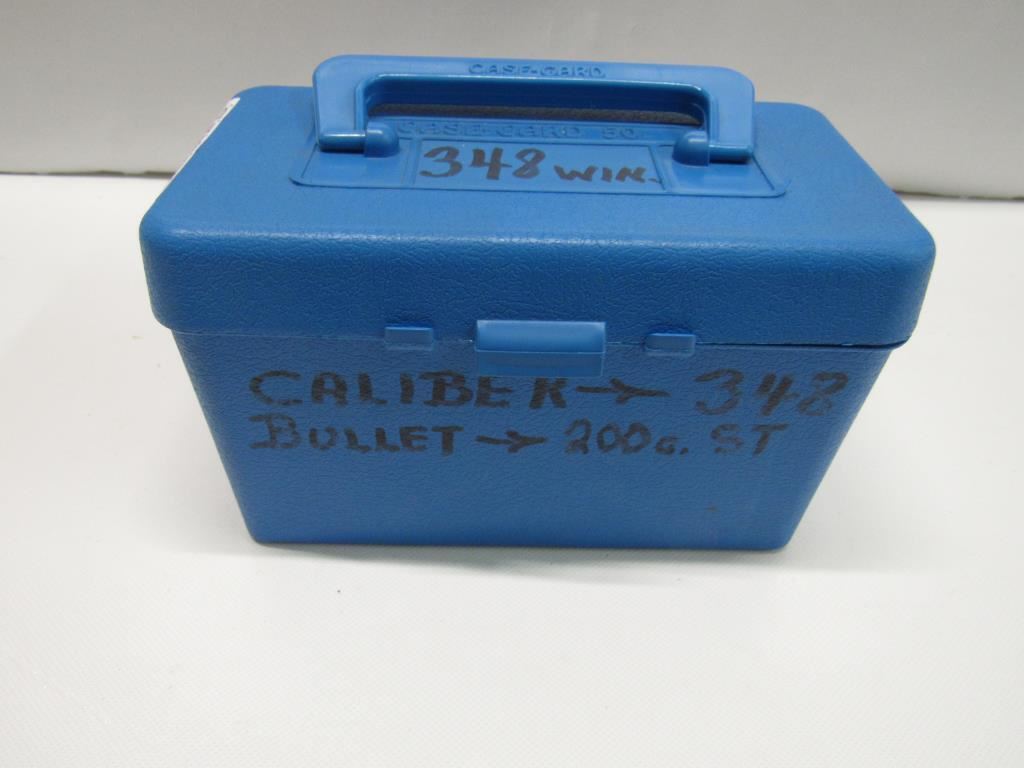 CASE-GARD
CASE-GARD 50
348 WIN.
CALIBER → 348
BULLET → 200G. ST